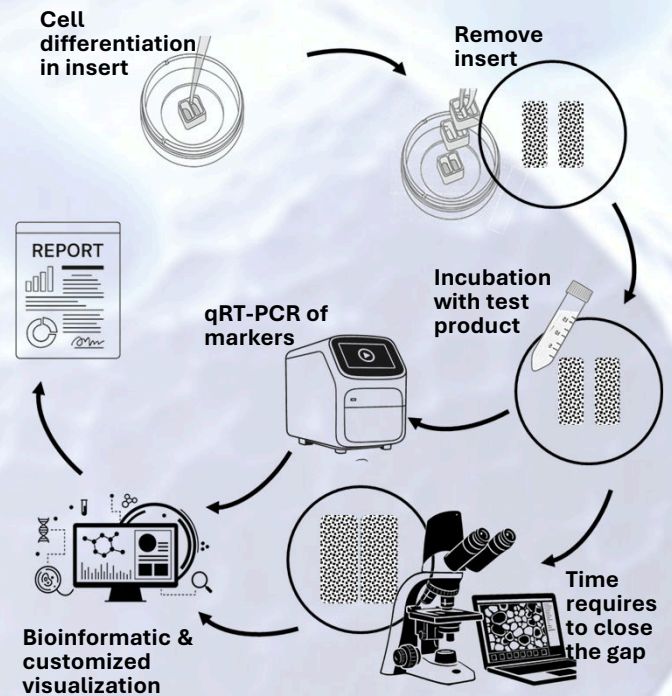 Cell
differentiation
in insert
Remove
insert
REPORT
Incubation
with test
product
qRT-PCR of
markers
Time
requires
to close
the gap
Bioinformatic &
customized
visualization